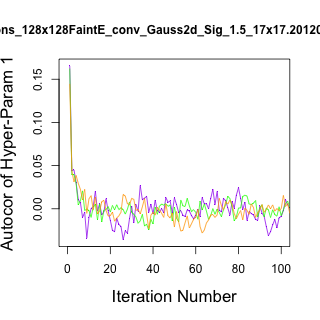 ons_128x128FaintE_conv_Gauss2d_Sig_1.5_17x17.2012
Autocor of Hyper-Param 1
0.15
0.10
0.05
0.00
0 20 40 60 80 100
Iteration Number